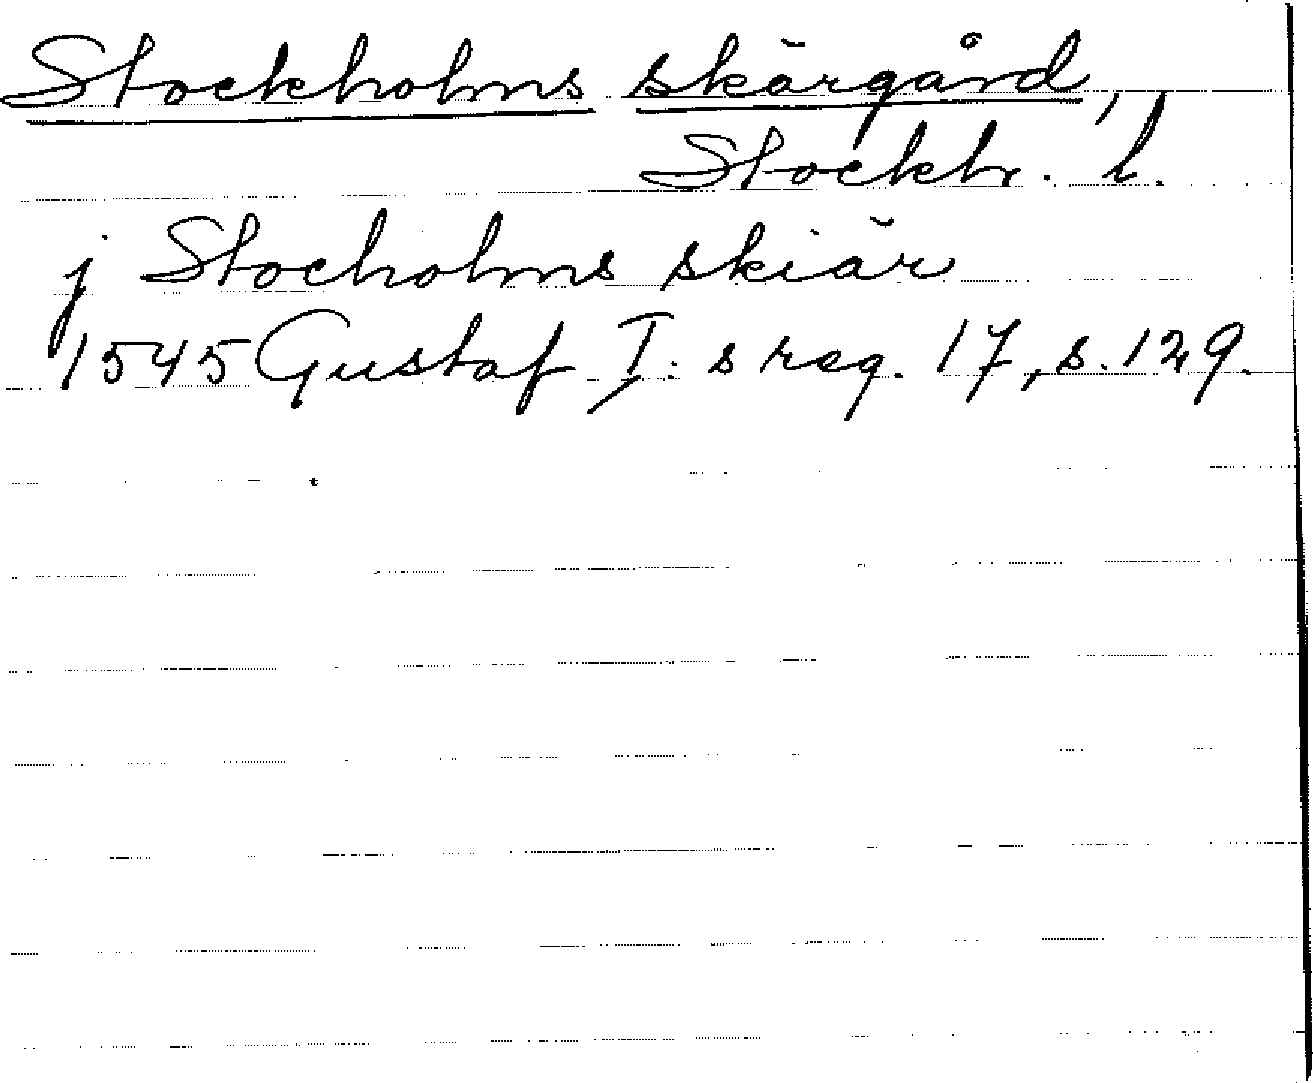 Stockholms skärgård,
Stockh. l.
j Stocholms skiär
1545 Gustaf I:s reg. 17, s. 129.